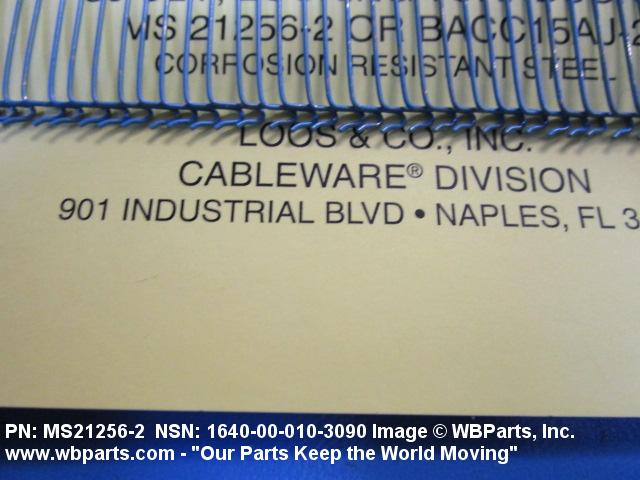 MS 21256-2 OR BACC15AJ-2
CORROSION RESISTANT STEEL
LOOS & CO., INC.
CABLEWARE® DIVISION
901 INDUSTRIAL BLVD • NAPLES, FL 3
PN: MS21256-2 NSN: 1640-00-010-3090 Image © WBParts, Inc.
www.wbparts.com - "Our Parts Keep the World Moving"